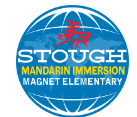 STOUGH
MANDARIN IMMERSION
MAGNET ELEMENTARY